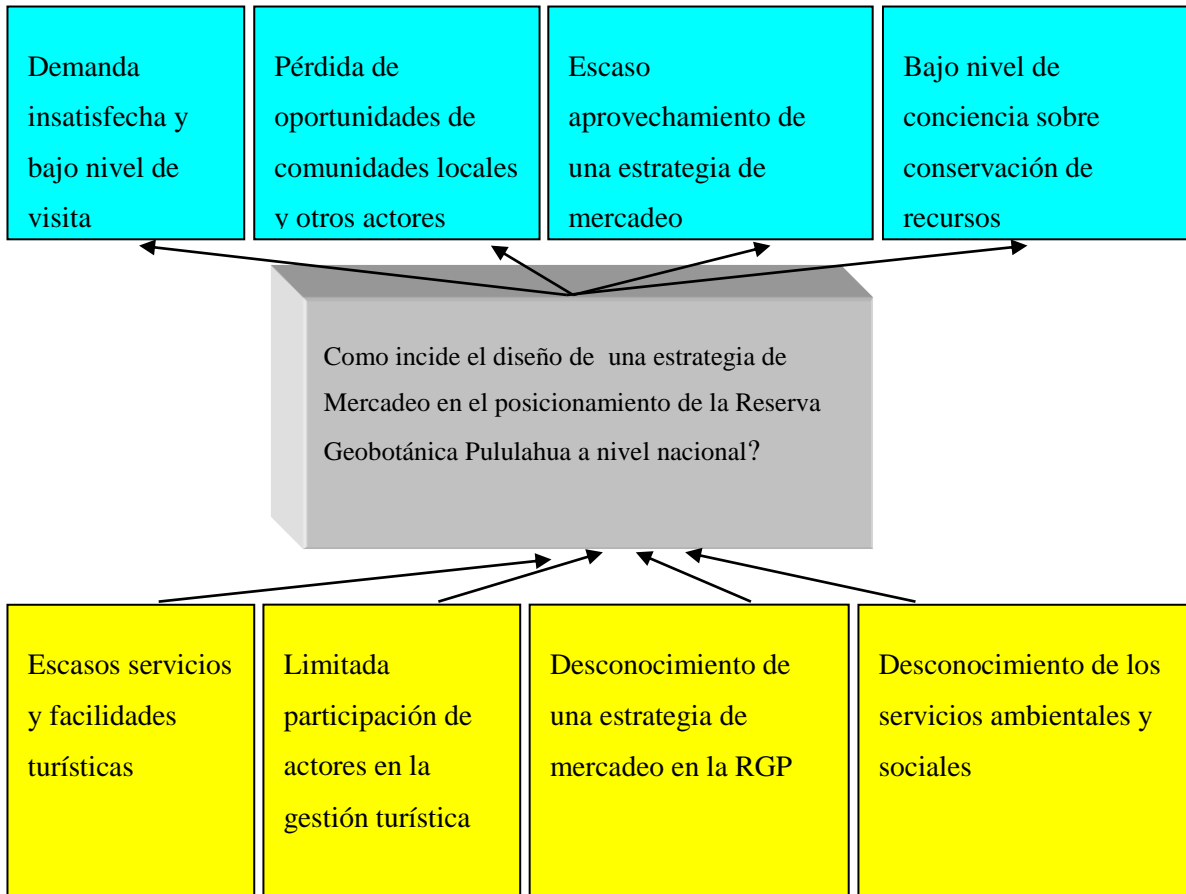 Demanda
insatisfecha y
bajo nivel de
visita
Pérdida de
oportunidades de
comunidades locales
y otros actores
Escaso
aprovechamiento de
una estrategia de
mercadeo
Bajo nivel de
conciencia sobre
conservación de
recursos
Como incide el diseño de una estrategia de
Mercadeo en el posicionamiento de la Reserva
Geobotánica Pululahua a nivel nacional?
Escasos servicios
y facilidades
turísticas
Limitada
participación de
actores en la
gestión turística
Desconocimiento de
una estrategia de
mercadeo en la RGP
Desconocimiento de los
servicios ambientales y
sociales